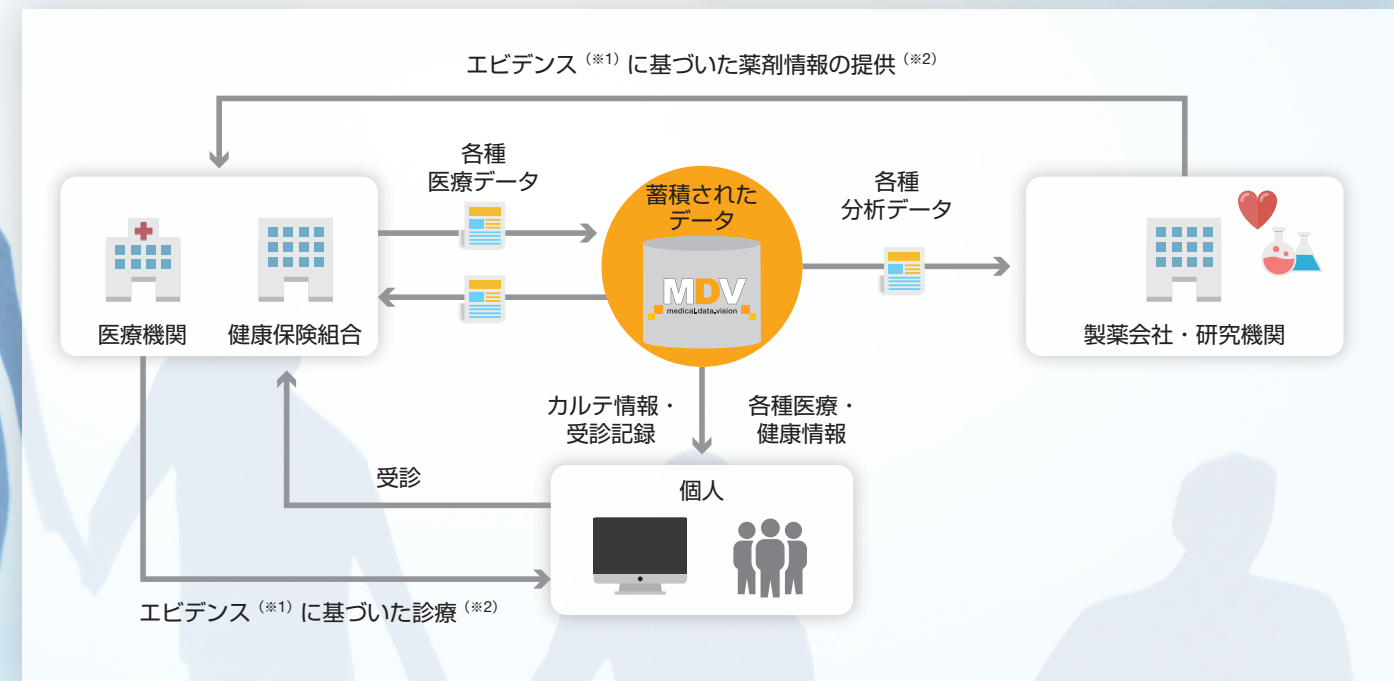 エビデンス（※1）に基づいた薬剤情報の提供（※2）
各種
医療データ
蓄積された
データ
MDV
medical.data.vision
各種
分析データ
医療機関
健康保険組合
製薬会社・研究機関
カルテ情報・
受診記録
各種医療・
健康情報
受診
個人
エビデンス（※1）に基づいた診療（※2）